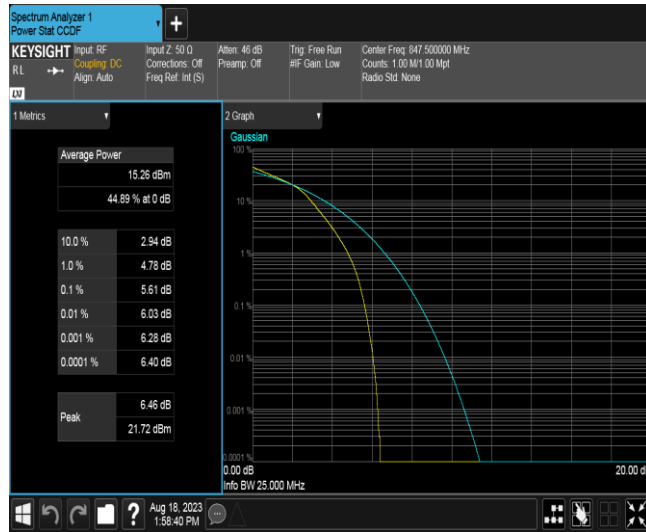 Spectrum Analyzer 1
Power Stat CCDF
+
KEYSIGHT
RL
LXI
Input: RF
Coupling: DC
Align: Auto
Input Z: 50 Ω
Corrections: Off
Freq Ref: Int (S)
Atten: 46 dB
Preamp: Off
Trig: Free Run
#IF Gain: Low
Center Freq: 847.500000 MHz
Counts: 1.00 M/1.00 Mpt
Radio Std: None
1 Metrics
Average Power
15.26 dBm
44.89 % at 0 dB
10.0 % 2.94 dB
1.0 % 4.78 dB
0.1 % 5.61 dB
0.01 % 6.03 dB
0.001 % 6.28 dB
0.0001 % 6.40 dB
Peak
6.46 dB
21.72 dBm
2 Graph
Gaussian
100 %
10 %
1 %
0.1 %
0.01 %
0.001 %
0.0001 %
0.00 dB 20.00 d
Info BW 25.000 MHz
?
Aug 18, 2023
1:58:40 PM